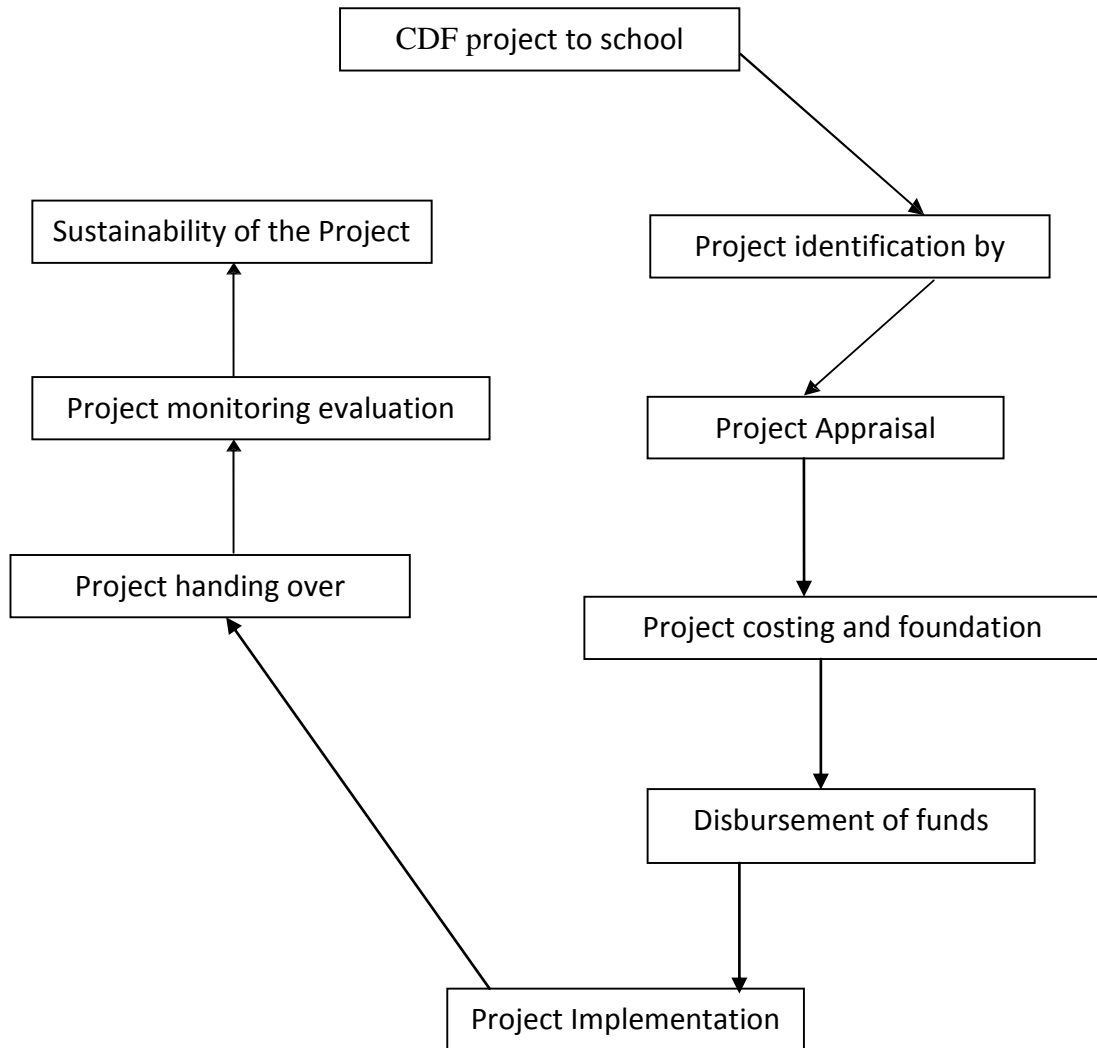 CDF project to school
Sustainability of the Project
Project identification by
Project monitoring evaluation
Project Appraisal
Project handing over
Project costing and foundation
Disbursement of funds
Project Implementation